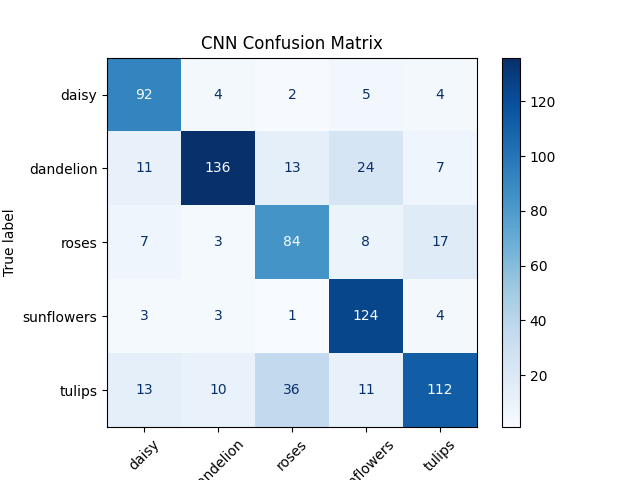 CNN Confusion Matrix
daisy 92 4 2 5 4
dandelion 11 136 13 24 7
roses 7 3 84 8 17
sunflowers 3 3 1 124 4
tulips 13 10 36 11 112
True label
daisy ndelion roses flowers tulips
120
100
80
60
40
20